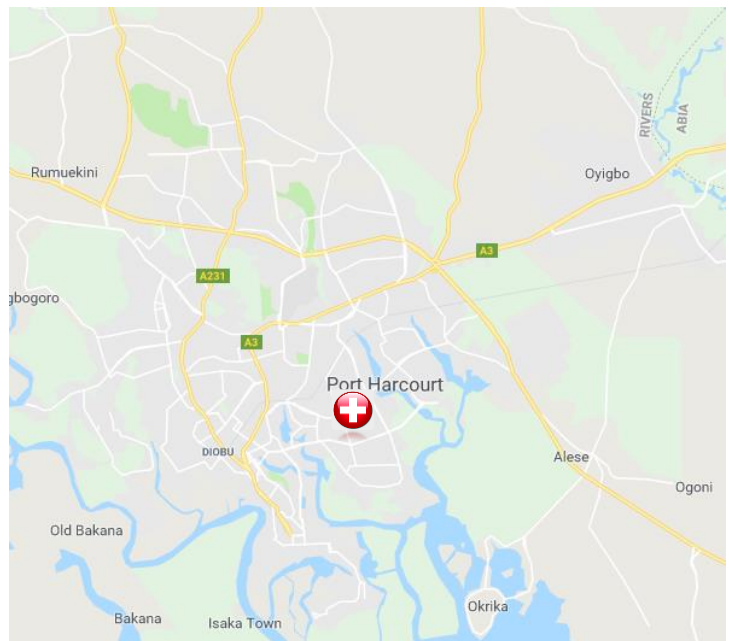 RIVERS
ABIA
Rumuekini
Oyigbo
A3
A231
gbogoro
A3
Port Harcourt
DIOBU
Alese
Ogoni
Old Bakana
Okrika
Bakana
Isaka Town